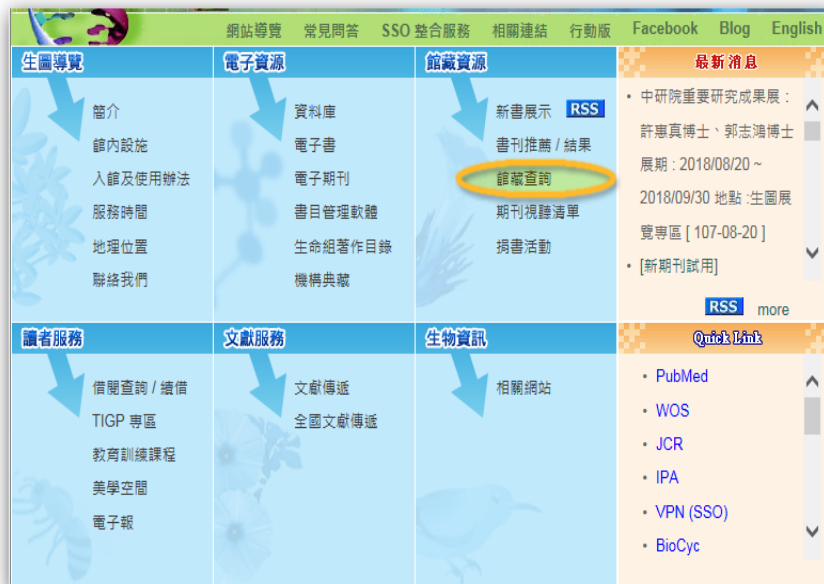 網站導覽 常見問答 SSO 整合服務 相關連結 行動版 Facebook Blog English
生圖導覽
簡介
館內設施
入館及使用辦法
服務時間
地理位置
聯絡我們
電子資源
資料庫
電子書
電子期刊
書目管理軟體
生命組著作目錄
機構典藏
館藏資源
新書展示 RSS
書刊推薦 / 結果
館藏查詢
期刊視聽清單
捐書活動
最新消息
• 中研院重要研究成果展：
許惠真博士、郭志鴻博士
展期 : 2018/08/20 ~
2018/09/30 地點 :生圖展
覽專區 [ 107-08-20 ]
• [新期刊試用]
RSS more
讀者服務
借閱查詢 / 續借
TIGP 專區
教育訓練課程
美學空間
電子報
文獻服務
文獻傳遞
全國文獻傳遞
生物資訊
相關網站
Quick Link
• PubMed
• WOS
• JCR
• IPA
• VPN (SSO)
• BioCyc